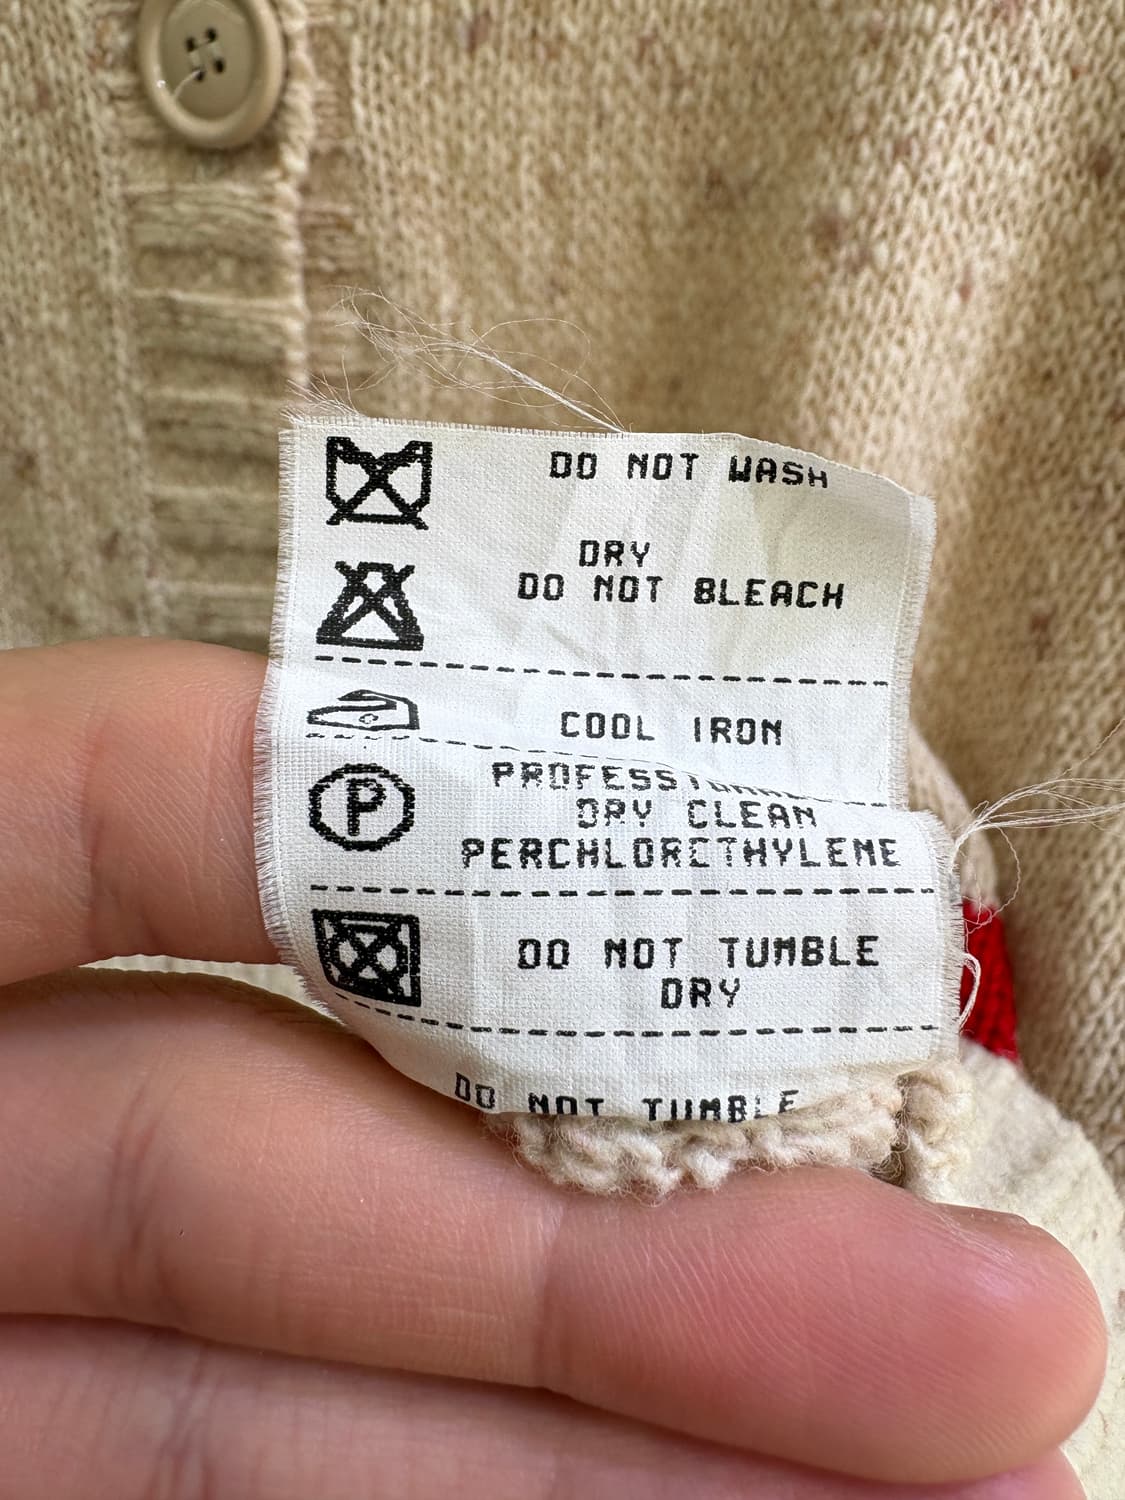 DO NOT WASH
DRY
DO NOT BLEACH
COOL IRON
P
DRY CLEAN
PERCHLORETHYLENE
DO NOT TUMBLE
DRY
DO NOT TUMBLE